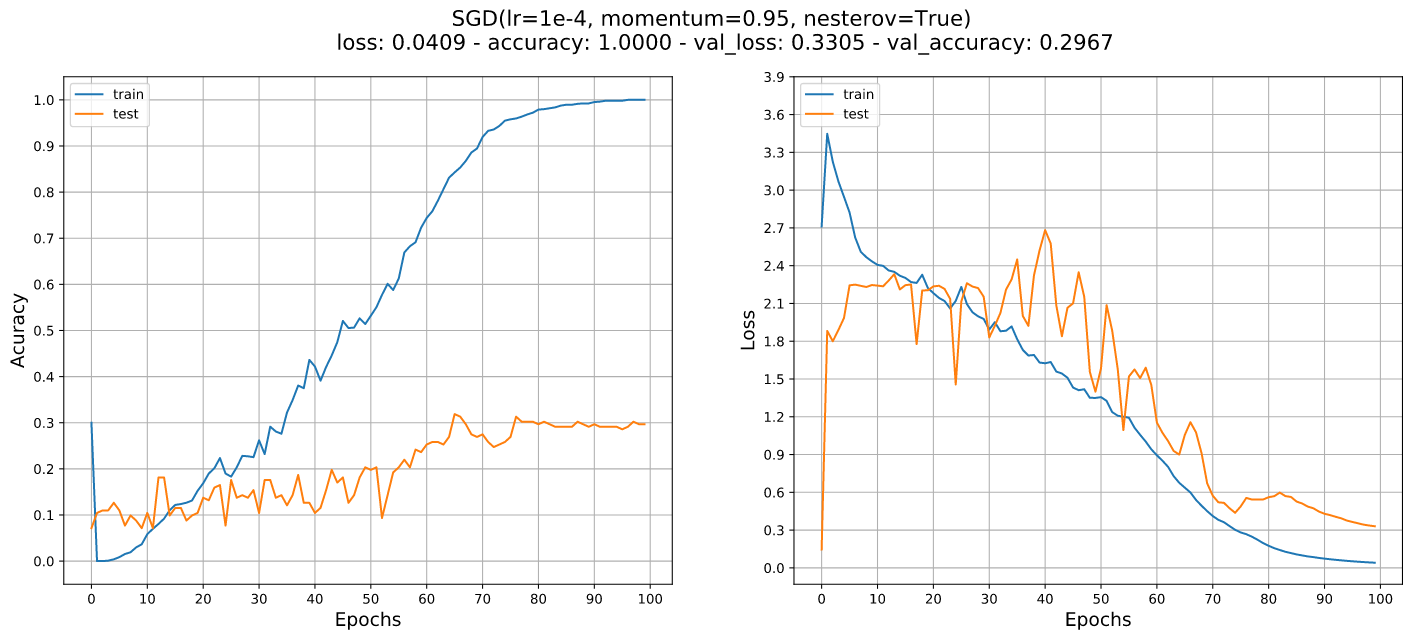 SGD(lr=1e-4, momentum=0.95, nesterov=True)
loss: 0.0409 - accuracy: 1.0000 - val_loss: 0.3305 - val_accuracy: 0.2967
train
test
1.0
0.9
0.8
0.7
0.6
0.5
0.4
0.3
0.2
0.1
0.0
Acuracy
0 10 20 30 40 50 60 70 80 90 100
Epochs
train
test
3.9
3.6
3.3
3.0
2.7
2.4
2.1
1.8
1.5
1.2
0.9
0.6
0.3
0.0
Loss
0 10 20 30 40 50 60 70 80 90 100
Epochs